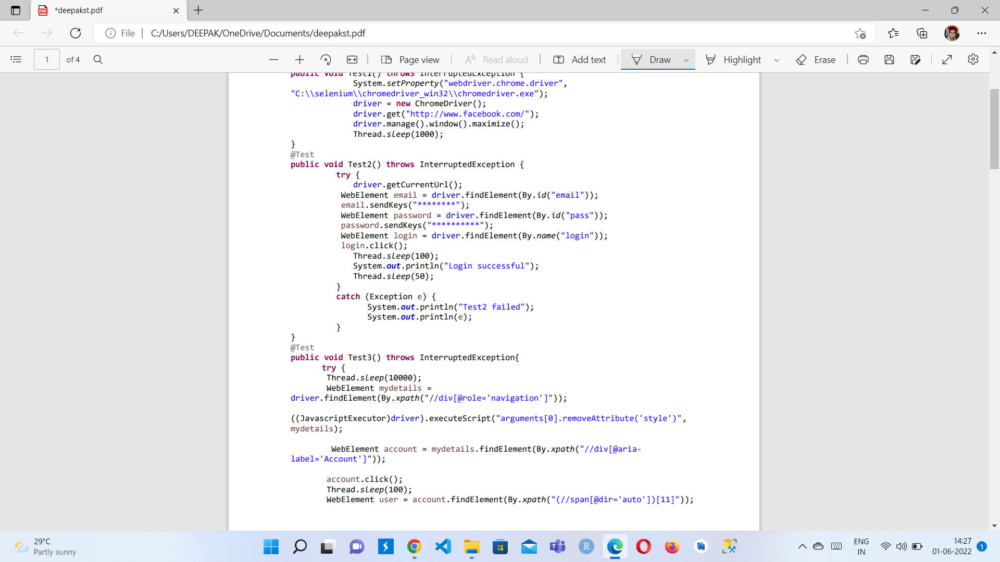 *deepakst.pdf
File
C:/Users/DEEPAK/OneDrive/Documents/deepakst.pdf
1 of 4
Page view
Read aloud
Add text
Draw
Highlight
Erase
public void Test1() throws InterruptedException {
System.setProperty("webdriver.chrome.driver",
"C:\\selenium\\chromedriver_win32\\chromedriver.exe");
driver = new ChromeDriver();
driver.get("http://www.facebook.com/");
driver.manage().window().maximize();
Thread.sleep(1000);
}
@Test
public void Test2() throws InterruptedException {
try {
driver.getCurrentUrl();
WebElement email = driver.findElement(By.id("email"));
email.sendKeys("********");
WebElement password = driver.findElement(By.id("pass"));
password.sendKeys("**********");
WebElement login = driver.findElement(By.name("login"));
login.click();
Thread.sleep(100);
System.out.println("Login successful");
Thread.sleep(50);
}
catch (Exception e) {
System.out.println("Test2 failed");
System.out.println(e);
}
}
@Test
public void Test3() throws InterruptedException{
try {
Thread.sleep(10000);
WebElement mydetails =
driver.findElement(By.xpath("//div[@role='navigation']"));
((JavascriptExecutor)driver).executeScript("arguments[0].removeAttribute('style')",
mydetails);
WebElement account = mydetails.findElement(By.xpath("//div[@aria-
label='Account']"));
account.click();
Thread.sleep(100);
WebElement user = account.findElement(By.xpath("(//span[@dir='auto'])[11]"));
29°C
Partly sunny
ENG
IN
14:27
01-06-2022
1